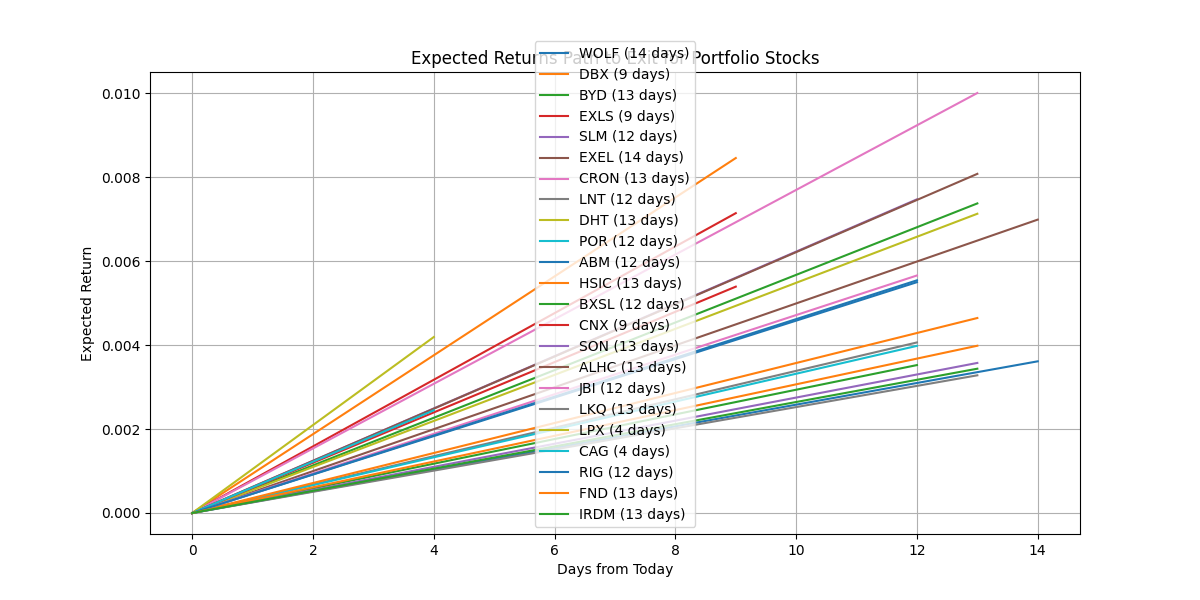 Expected Returns Path to Exit for Portfolio Stocks
WOLF (14 days)
DBX (9 days)
BYD (13 days)
EXLS (9 days)
SLM (12 days)
EXEL (14 days)
CRON (13 days)
LNT (12 days)
DHT (13 days)
POR (12 days)
ABM (12 days)
HSIC (13 days)
BXSL (12 days)
CNX (9 days)
SON (13 days)
ALHC (13 days)
JBI (12 days)
LKQ (13 days)
LPX (4 days)
CAG (4 days)
RIG (12 days)
FND (13 days)
IRDM (13 days)
Expected Return
0.010
0.008
0.006
0.004
0.002
0.000
0 2 4 6 8 10 12 14
Days from Today